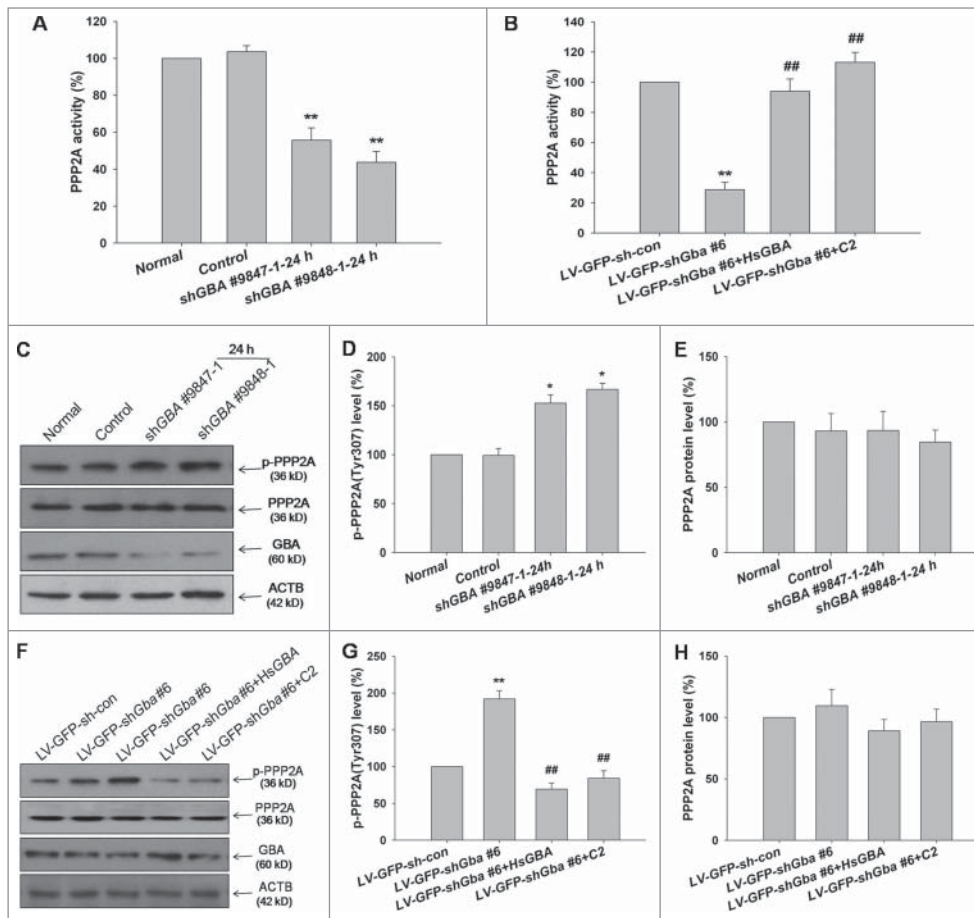 A
PPP2A activity (%)
120
100
80
60
40
20
0
**
**
Normal
Control
shGBA #9847-1-24 h
shGBA #9848-1-24 h
B
PPP2A activity (%)
140
120
100
80
60
40
20
0
**
##
##
LV-GFP-sh-con
LV-GFP-shGba #6
LV-GFP-shGba #6+HsGBA
LV-GFP-shGba #6+C2
C
24 h
Normal
Control
shGBA #9847-1
shGBA #9848-1
p-PPP2A
(36 kD)
PPP2A
(36 kD)
GBA
(60 kD)
ACTB
(42 kD)
D
p-PPP2A(Tyr307) level (%)
200
150
100
50
0
*
*
Normal
Control
shGBA #9847-1-24h
shGBA #9848-1-24 h
E
PPP2A protein level (%)
150
100
50
0
Normal
Control
shGBA #9847-1-24h
shGBA #9848-1-24 h
F
LV-GFP-sh-con
LV-GFP-shGba #6
LV-GFP-shGba #6
LV-GFP-shGba #6+HsGBA
LV-GFP-shGba #6+C2
p-PPP2A
(36 kD)
PPP2A
(36 kD)
GBA
(60 kD)
ACTB
(42 kD)
G
p-PPP2A(Tyr307) level (%)
250
200
150
100
50
0
**
##
##
LV-GFP-sh-con
LV-GFP-shGba #6
LV-GFP-shGba #6+HsGBA
LV-GFP-shGba #6+C2
H
PPP2A protein level (%)
150
100
50
0
LV-GFP-sh-con
LV-GFP-shGba #6
LV-GFP-shGba #6+HsGBA
LV-GFP-shGba #6+C2